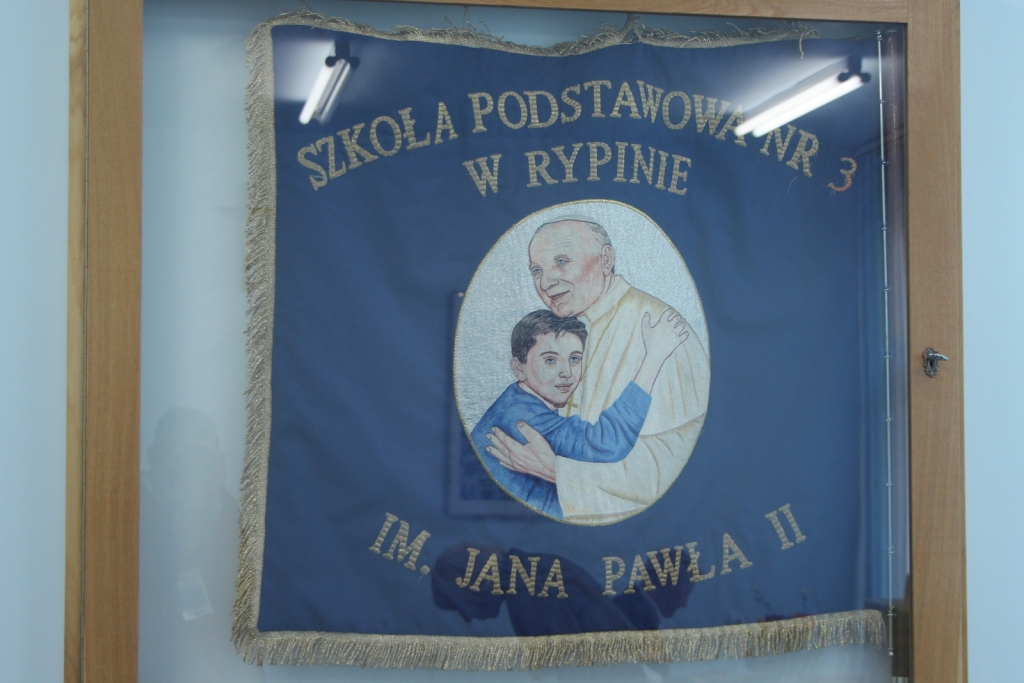 SZKOŁA PODSTAWOWA NR 3
W RYPINIE
IM. JANA PAWŁA II